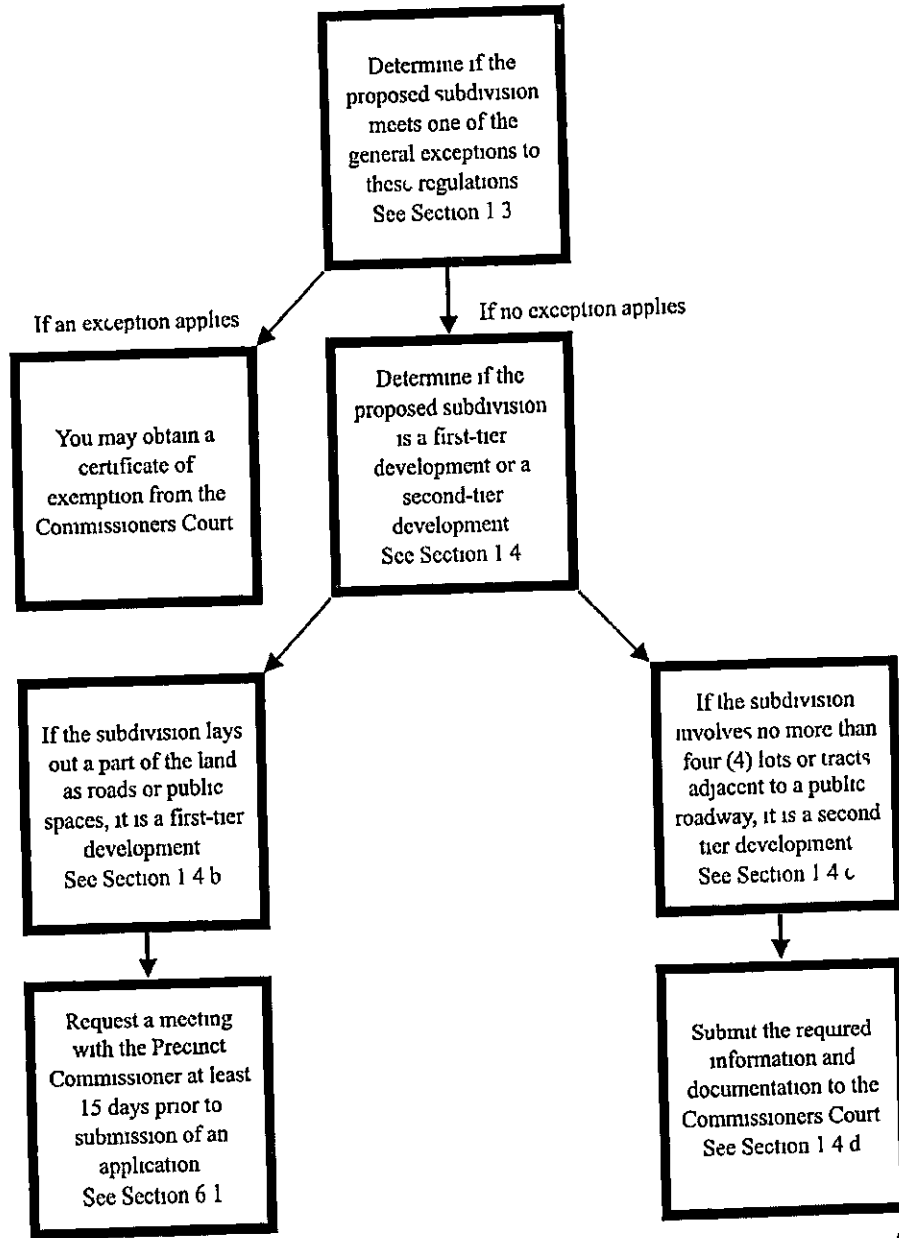 Determine if the
proposed subdivision
meets one of the
general exceptions to
these regulations
See Section 1 3
If an exception applies
If no exception applies
You may obtain a
certificate of
exemption from the
Commissioners Court
Determine if the
proposed subdivision
is a first-tier
development or a
second-tier
development
See Section 1 4
If the subdivision lays
out a part of the land
as roads or public
spaces, it is a first-tier
development
See Section 1 4 b
If the subdivision
involves no more than
four (4) lots or tracts
adjacent to a public
roadway, it is a second
tier development
See Section 1 4 c
Request a meeting
with the Precinct
Commissioner at least
15 days prior to
submission of an
application
See Section 6 1
Submit the required
information and
documentation to the
Commissioners Court
See Section 1 4 d